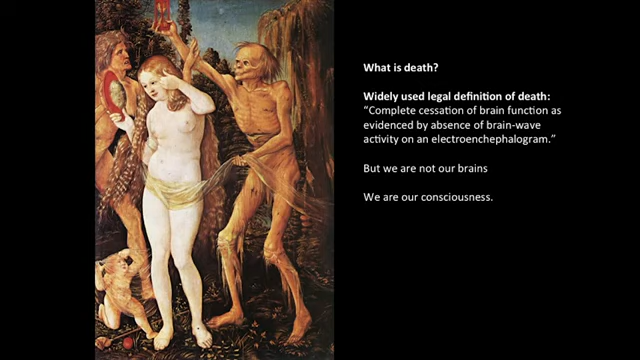 What is death?
Widely used legal definition of death:
“Complete cessation of brain function as
evidenced by absence of brain-wave
activity on an electroenchephalogram.”
But we are not our brains
We are our consciousness.